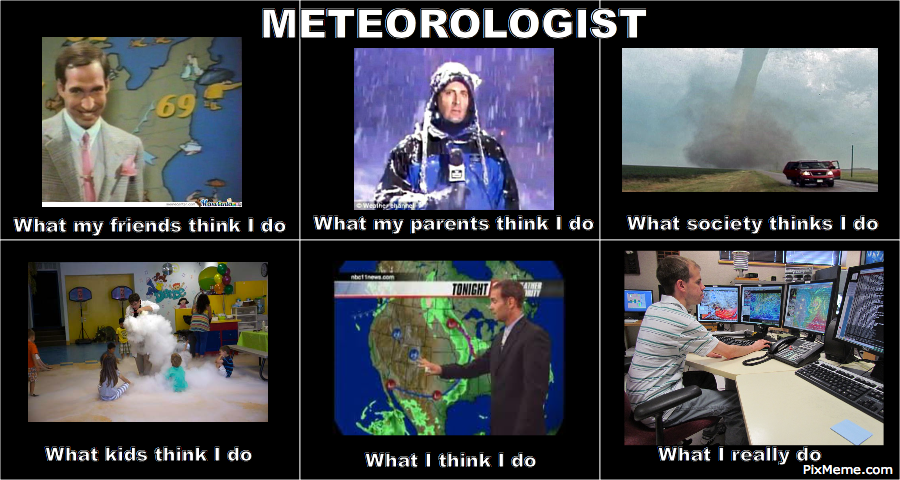 METEOROLOGIST
69
© Weather channel
What my friends think I do
What my parents think I do
What society thinks I do
nbc11news.com
TONIGHT
What kids think I do
What I think I do
What I really do
PixMeme.com